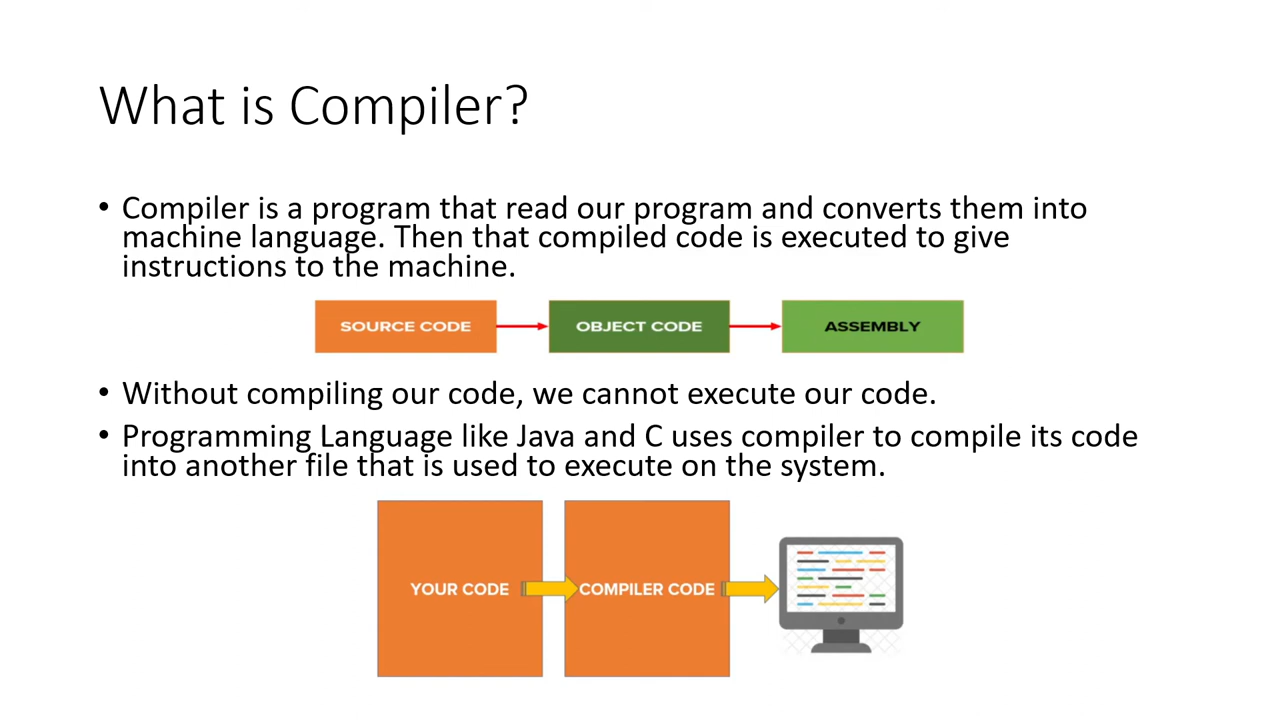 What is Compiler?
• Compiler is a program that read our program and converts them into
machine language. Then that compiled code is executed to give
instructions to the machine.
SOURCE CODE
OBJECT CODE
ASSEMBLY
• Without compiling our code, we cannot execute our code.
• Programming Language like Java and C uses compiler to compile its code
into another file that is used to execute on the system.
YOUR CODE
COMPILER CODE